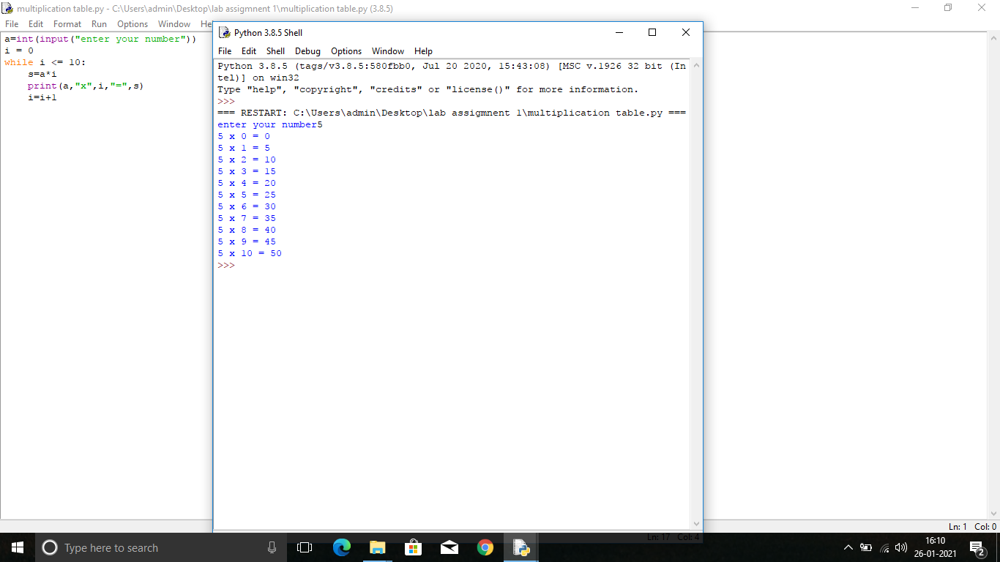 multiplication table.py - C:\Users\admin\Desktop\lab assigmnent 1\multiplication table.py (3.8.5)
File Edit Format Run Options Window He
a=int(input("enter your number"))
i = 0
while i <= 10:
    s=a*i
    print(a,"x",i,"=",s)
    i=i+1
Python 3.8.5 Shell
File Edit Shell Debug Options Window Help
Python 3.8.5 (tags/v3.8.5:580fbb0, Jul 20 2020, 15:43:08) [MSC v.1926 32 bit (In
tel)] on win32
Type "help", "copyright", "credits" or "license()" for more information.
>>>
=== RESTART: C:\Users\admin\Desktop\lab assigmnent 1\multiplication table.py ===
enter your number5
5 x 0 = 0
5 x 1 = 5
5 x 2 = 10
5 x 3 = 15
5 x 4 = 20
5 x 5 = 25
5 x 6 = 30
5 x 7 = 35
5 x 8 = 40
5 x 9 = 45
5 x 10 = 50
>>>
Ln: 1 Col: 0
Ln: 17 Col: 4
Type here to search
16:10
26-01-2021
2